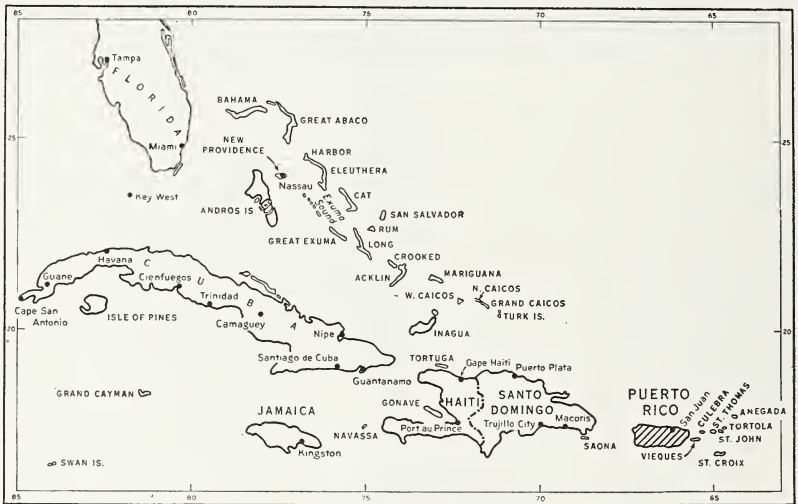 85
80
75
70
65
Tampa
FLORIDA
Miami
Key West
BAHAMA
GREAT ABACO
NEW
PROVIDENCE
Nassau
HARBOR
ELEUTHERA
ANDROS IS.
Exuma
Sound
CAT
SAN SALVADOR
RUM
GREAT EXUMA
LONG
CROOKED
ACKLIN
MARIGUANA
W. CAICOS
N. CAICOS
GRAND CAICOS
TURK IS.
INAGUA
25
25
Havana
Guane
CUBA
Cienfuegos
Trinidad
Cape San
Antonio
ISLE OF PINES
Camaguey
Nipe
20
20
Santiago de Cuba
Guantanamo
TORTUGA
Cape Haiti
Puerto Plata
GRAND CAYMAN
JAMAICA
Kingston
NAVASSA
GONAVE
HAITI
Port au Prince
SANTO
DOMINGO
Trujillo City
Macoris
SAONA
PUERTO
RICO
San Juan
CULEBRA
ST. THOMAS
ANEGADA
TORTOLA
ST. JOHN
VIEQUES
ST. CROIX
SWAN IS.
85
80
75
70
65